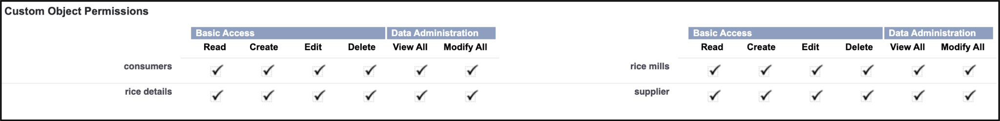 Custom Object Permissions
Basic Access Data Administration Basic Access Data Administration
Read Create Edit Delete View All Modify All Read Create Edit Delete View All Modify All
consumers rice mills
rice details supplier